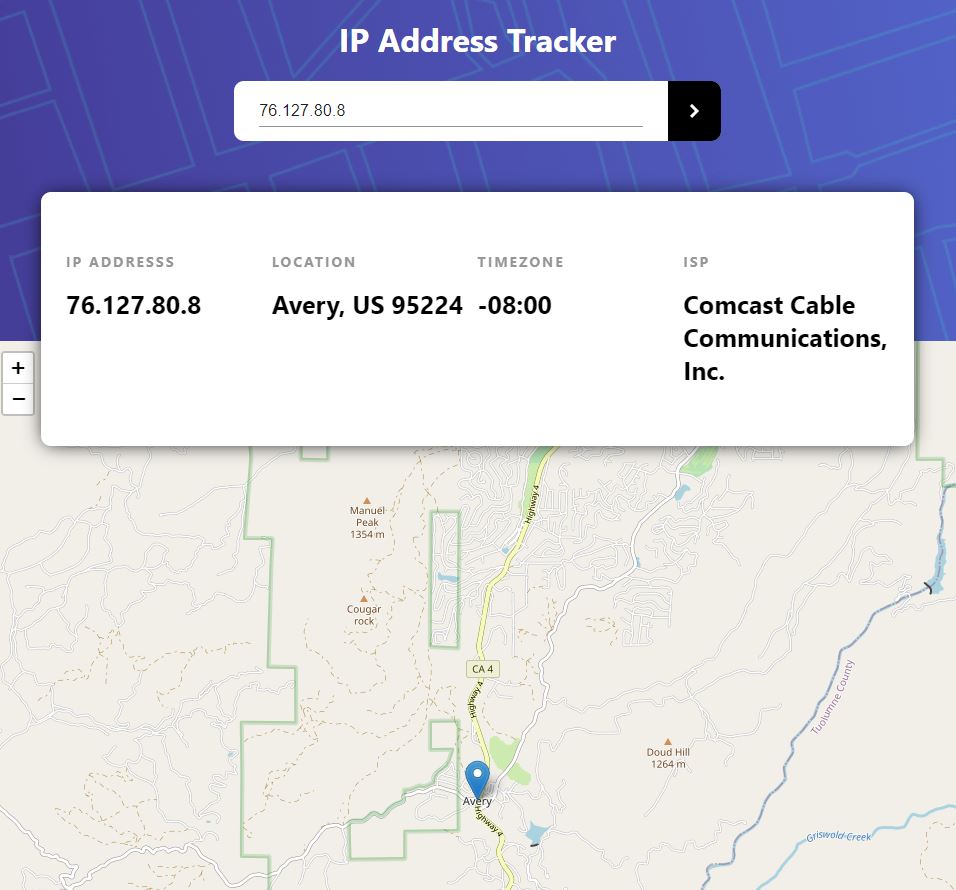 IP Address Tracker
76.127.80.8
IP ADDRESSS
76.127.80.8
LOCATION
Avery, US 95224
TIMEZONE
-08:00
ISP
Comcast Cable
Communications,
Inc.
+
−
Highway 4
Manuel
Peak
1354 m
Cougar
rock
CA 4
Highway 4
Tuolumne County
Doud Hill
1264 m
Avery
Highway 4
Griswold Creek